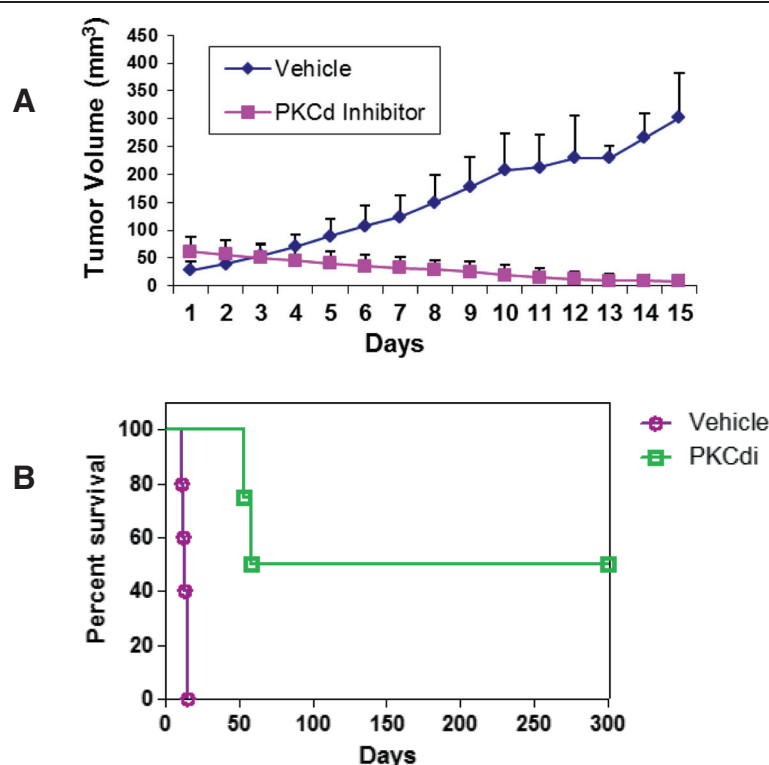 A
Tumor Volume (mm³)
450
400
350
300
250
200
150
100
50
0
Vehicle
PKCd Inhibitor
1 2 3 4 5 6 7 8 9 10 11 12 13 14 15
Days
B
Percent survival
100
80
60
40
20
0
0 50 100 150 200 250 300
Days
Vehicle
PKCdi